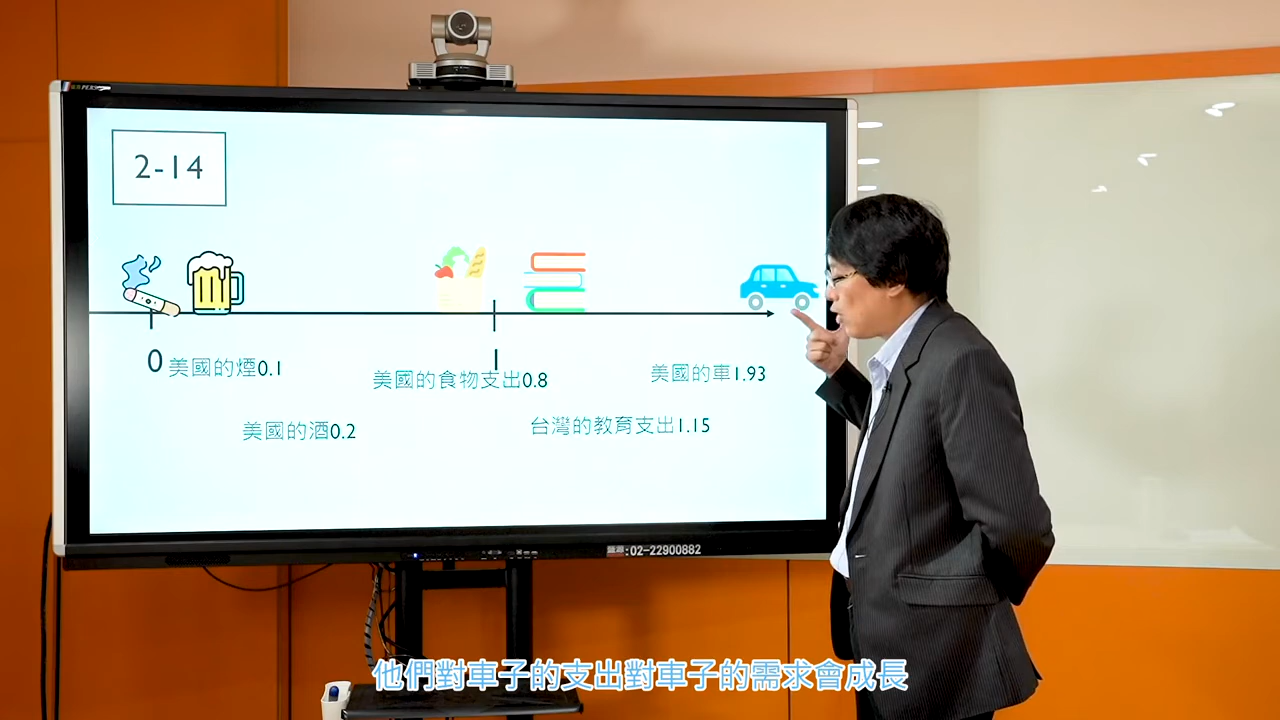 2-14
0
美國的煙0.1
1
美國的食物支出0.8
美國的車1.93
美國的酒0.2
台灣的教育支出1.15
:02-22900882
他們對車子的支出對車子的需求會成長